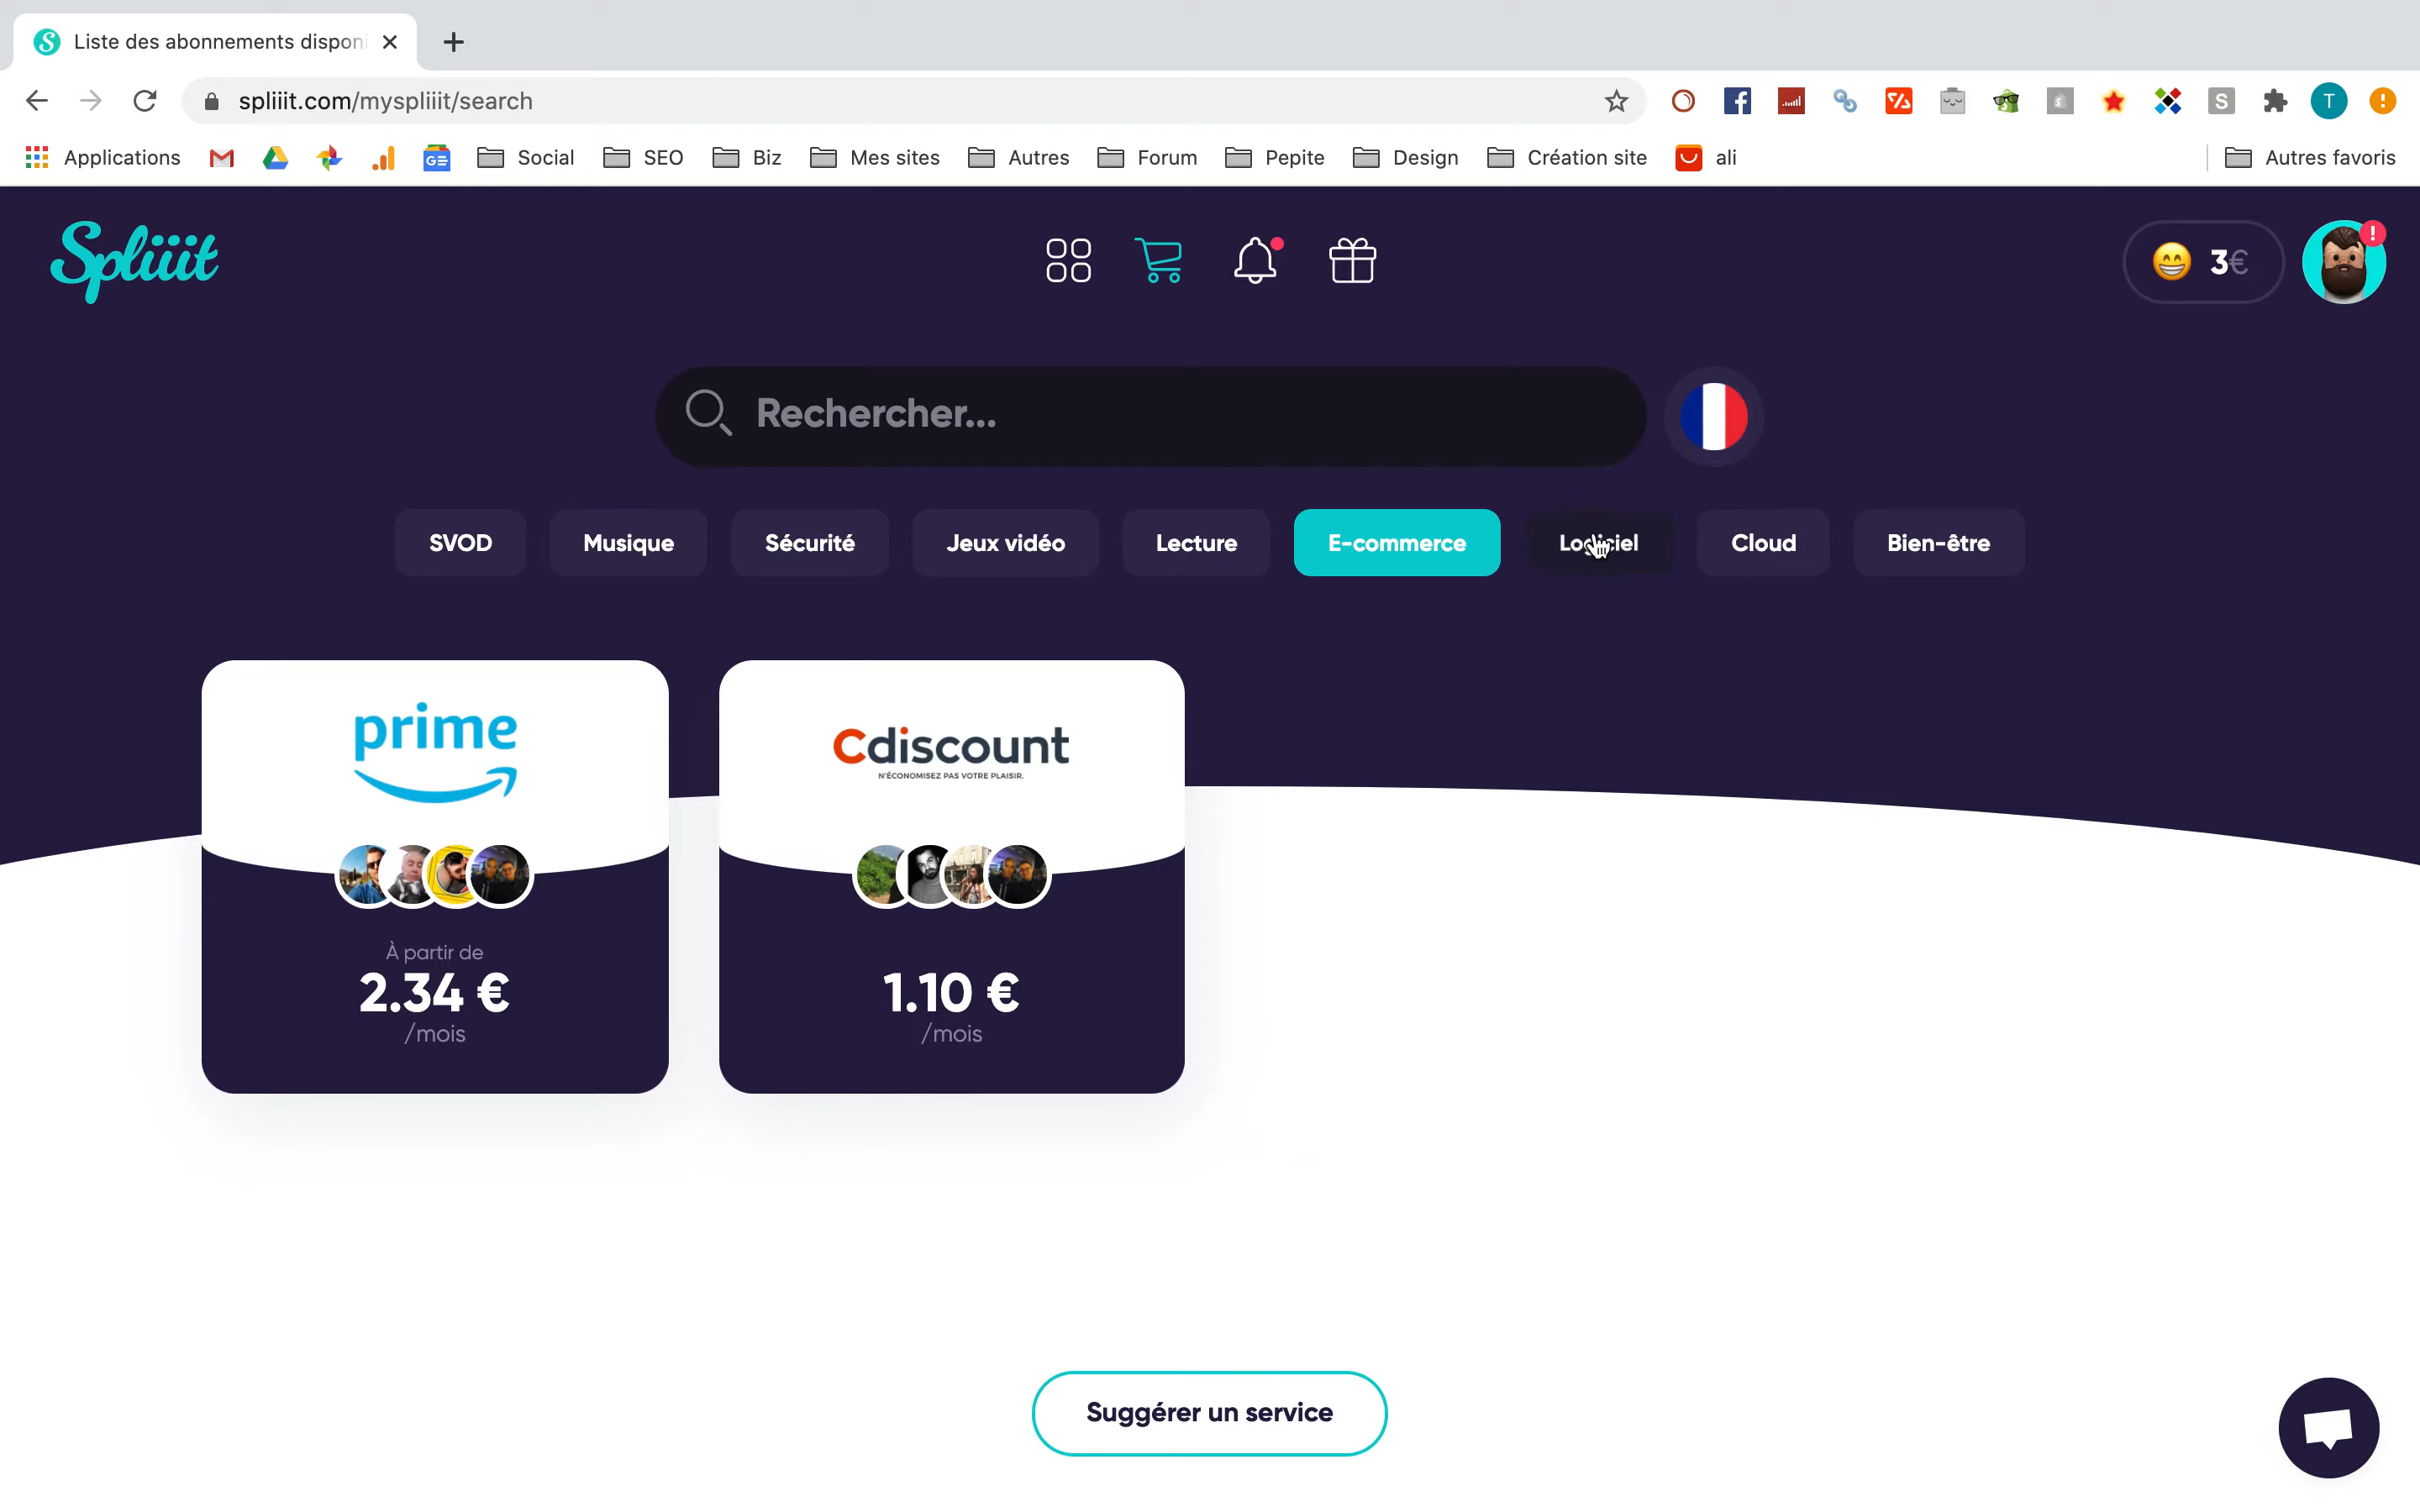 Liste des abonnements disponi
spliiit.com/myspliiit/search
T
Applications
GE
Social
SEO
Biz
Mes sites
Autres
Forum
Pepite
Design
Création site
ali
Autres favoris
Spliiit
3€
Rechercher...
SVOD
Musique
Sécurité
Jeux vidéo
Lecture
E-commerce
Logiciel
Cloud
Bien-être
prime
Cdiscount
N'ÉCONOMISEZ PAS VOTRE PLAISIR.
À partir de
2.34 €
/mois
1.10 €
/mois
Suggérer un service